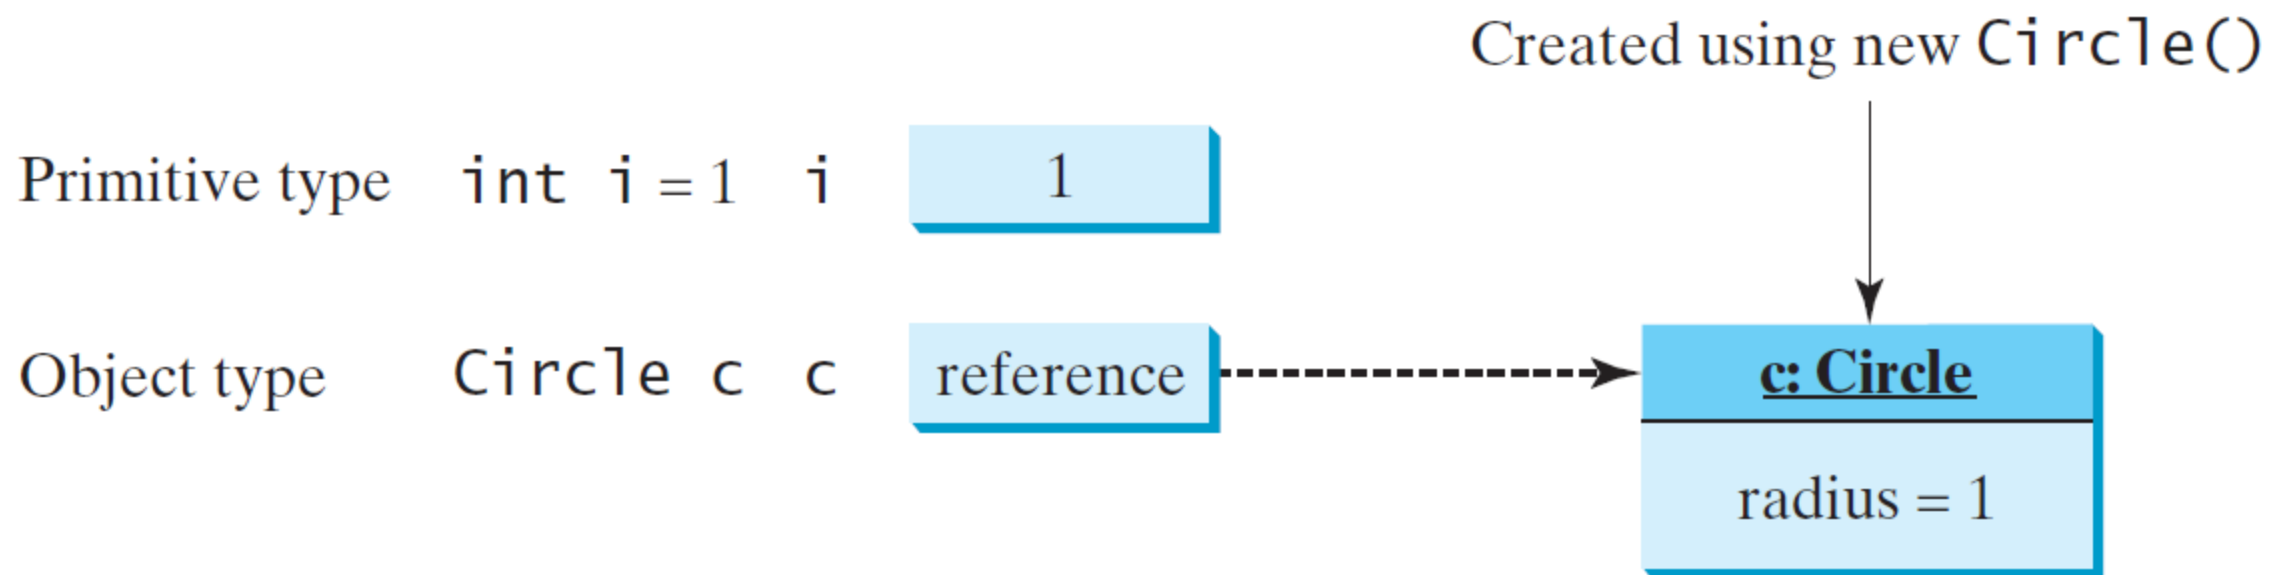 Created using new Circle()
Primitive type int i = 1 i 1
Object type Circle c c reference c: Circle
radius = 1